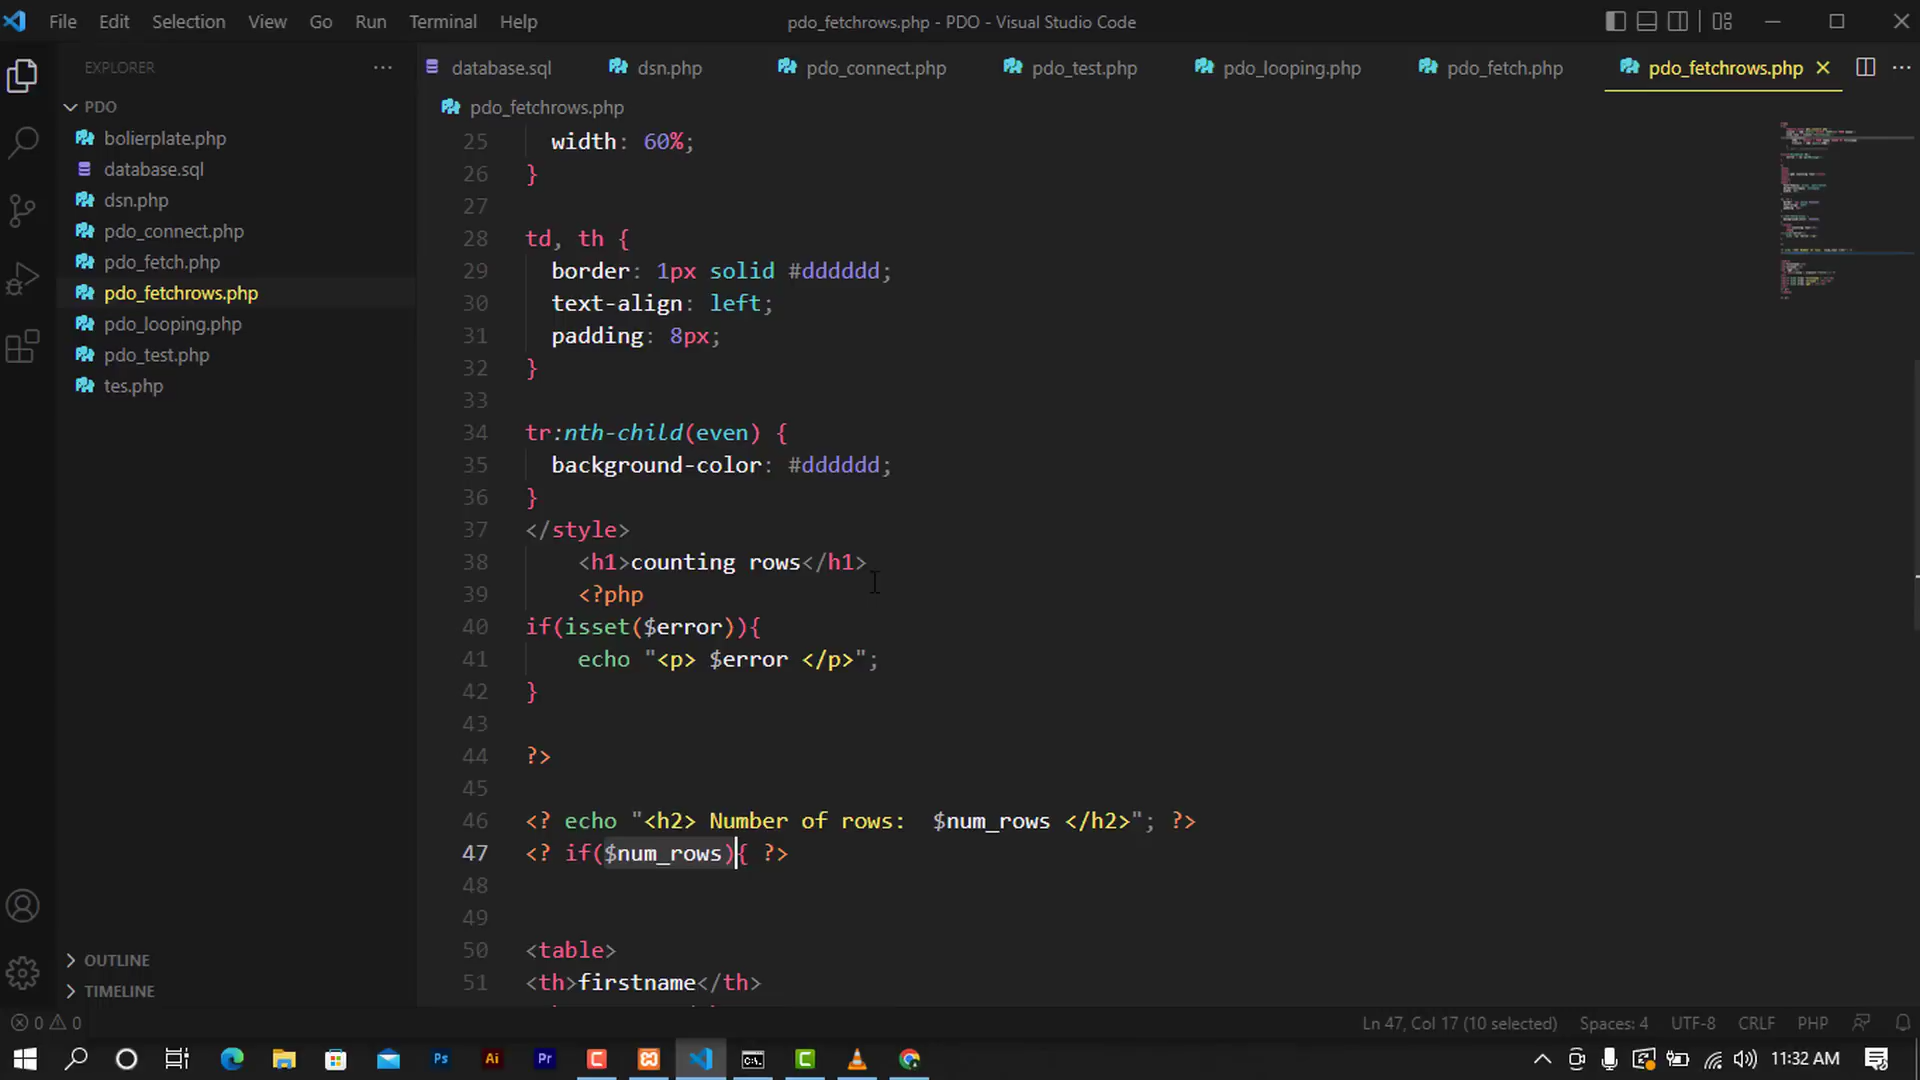 File Edit Selection View Go Run Terminal Help pdo_fetchrows.php - PDO - Visual Studio Code
EXPLORER
PDO
bolierplate.php
database.sql
dsn.php
pdo_connect.php
pdo_fetch.php
pdo_fetchrows.php
pdo_looping.php
pdo_test.php
tes.php
OUTLINE
TIMELINE
database.sql dsn.php pdo_connect.php pdo_test.php pdo_looping.php pdo_fetch.php pdo_fetchrows.php
pdo_fetchrows.php
25 width: 60%;
26 }
27
28 td, th {
29 border: 1px solid #dddddd;
30 text-align: left;
31 padding: 8px;
32 }
33
34 tr:nth-child(even) {
35 background-color: #dddddd;
36 }
37 </style>
38 <h1>counting rows</h1>
39 <?php
40 if(isset($error)){
41 echo "<p> $error </p>";
42 }
43
44 ?>
45
46 <? echo "<h2> Number of rows:  $num_rows </h2>"; ?>
47 <? if($num_rows){ ?>
48
49
50 <table>
51 <th>firstname</th>
0 0 Ln 47, Col 17 (10 selected) Spaces: 4 UTF-8 CRLF PHP
Ps Ai Pr 11:32 AM